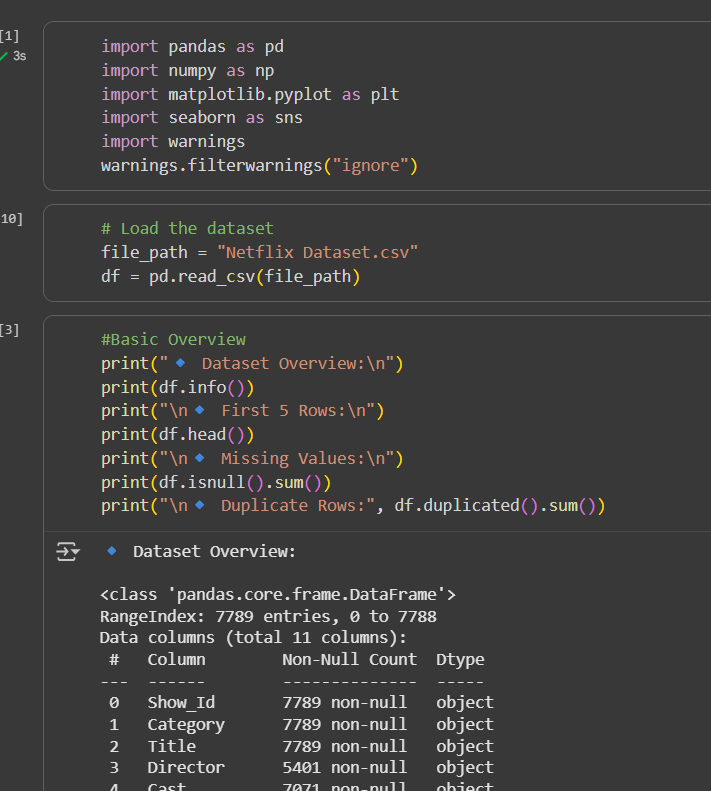 [1]
3s
import pandas as pd
import numpy as np
import matplotlib.pyplot as plt
import seaborn as sns
import warnings
warnings.filterwarnings("ignore")
10]
# Load the dataset
file_path = "Netflix Dataset.csv"
df = pd.read_csv(file_path)
[3]
#Basic Overview
print("🔹 Dataset Overview:\n")
print(df.info())
print("\n🔹 First 5 Rows:\n")
print(df.head())
print("\n🔹 Missing Values:\n")
print(df.isnull().sum())
print("\n🔹 Duplicate Rows:", df.duplicated().sum())
🔹 Dataset Overview:
<class 'pandas.core.frame.DataFrame'>
RangeIndex: 7789 entries, 0 to 7788
Data columns (total 11 columns):
#   Column        Non-Null Count  Dtype
---  ------        --------------  -----
0   Show_Id       7789 non-null   object
1   Category      7789 non-null   object
2   Title         7789 non-null   object
3   Director      5401 non-null   object
4   Cast          7071 non-null   object